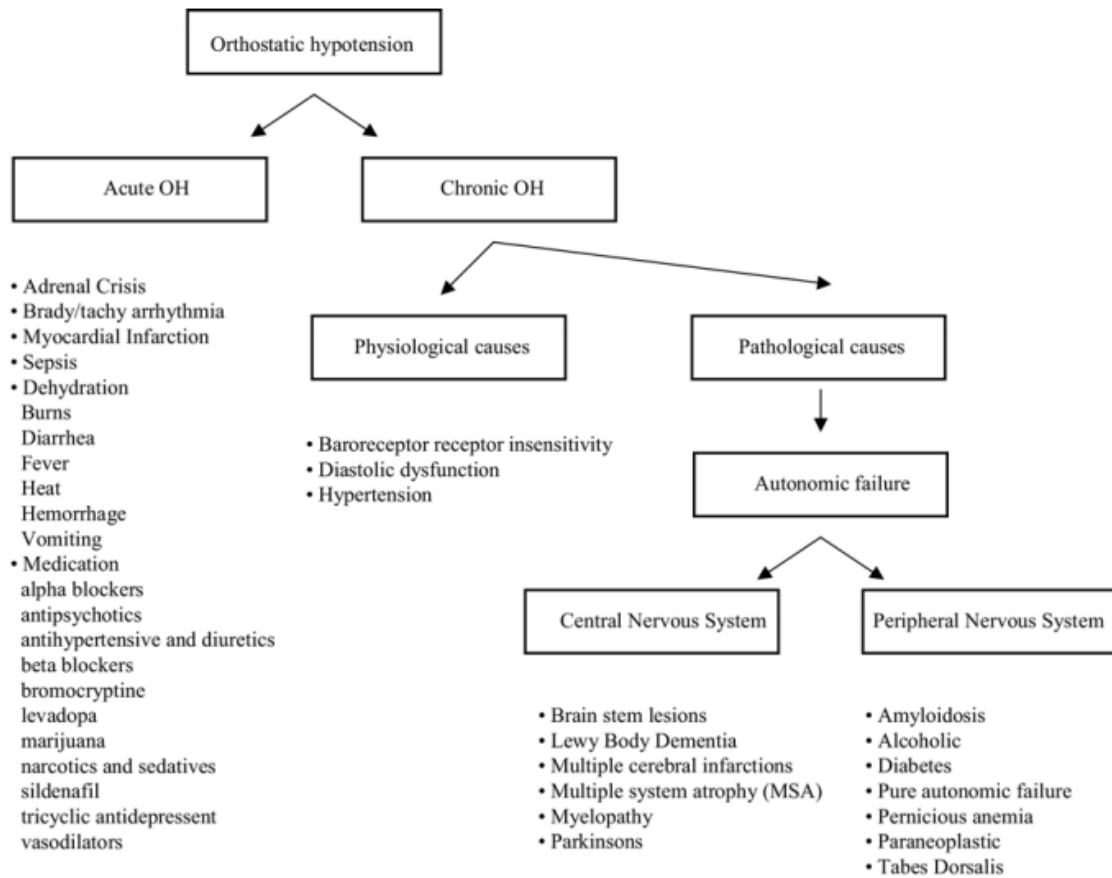 Orthostatic hypotension
Acute OH
Chronic OH
• Adrenal Crisis
• Brady/tachy arrhythmia
• Myocardial Infarction
• Sepsis
• Dehydration
Burns
Diarrhea
Fever
Heat
Hemorrhage
Vomiting
• Medication
alpha blockers
antipsychotics
antihypertensive and diuretics
beta blockers
bromocryptine
levadopa
marijuana
narcotics and sedatives
sildenafil
tricyclic antidepressent
vasodilators
Physiological causes
• Baroreceptor receptor insensitivity
• Diastolic dysfunction
• Hypertension
Pathological causes
Autonomic failure
Central Nervous System
• Brain stem lesions
• Lewy Body Dementia
• Multiple cerebral infarctions
• Multiple system atrophy (MSA)
• Myelopathy
• Parkinsons
Peripheral Nervous System
• Amyloidosis
• Alcoholic
• Diabetes
• Pure autonomic failure
• Pernicious anemia
• Paraneoplastic
• Tabes Dorsalis